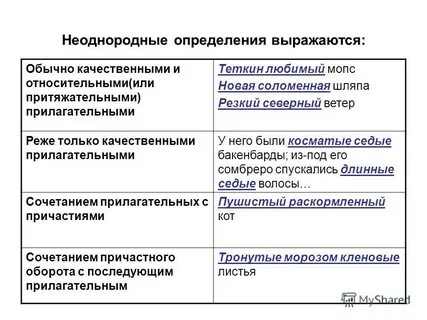 Неоднородные определения выражаются:
Обычно качественными и
относительными(или
притяжательными)
прилагательными
Теткин любимый мопс
Новая соломенная шляпа
Резкий северный ветер
Реже только качественными
прилагательными
У него были косматые седые
бакенбарды; из-под его
сомбреро спускались длинные
седые волосы…
Сочетанием прилагательных с
причастиями
Пушистый раскормленный
кот
Сочетанием причастного
оборота с последующим
прилагательным
Тронутые морозом кленовые
листья
MyShared